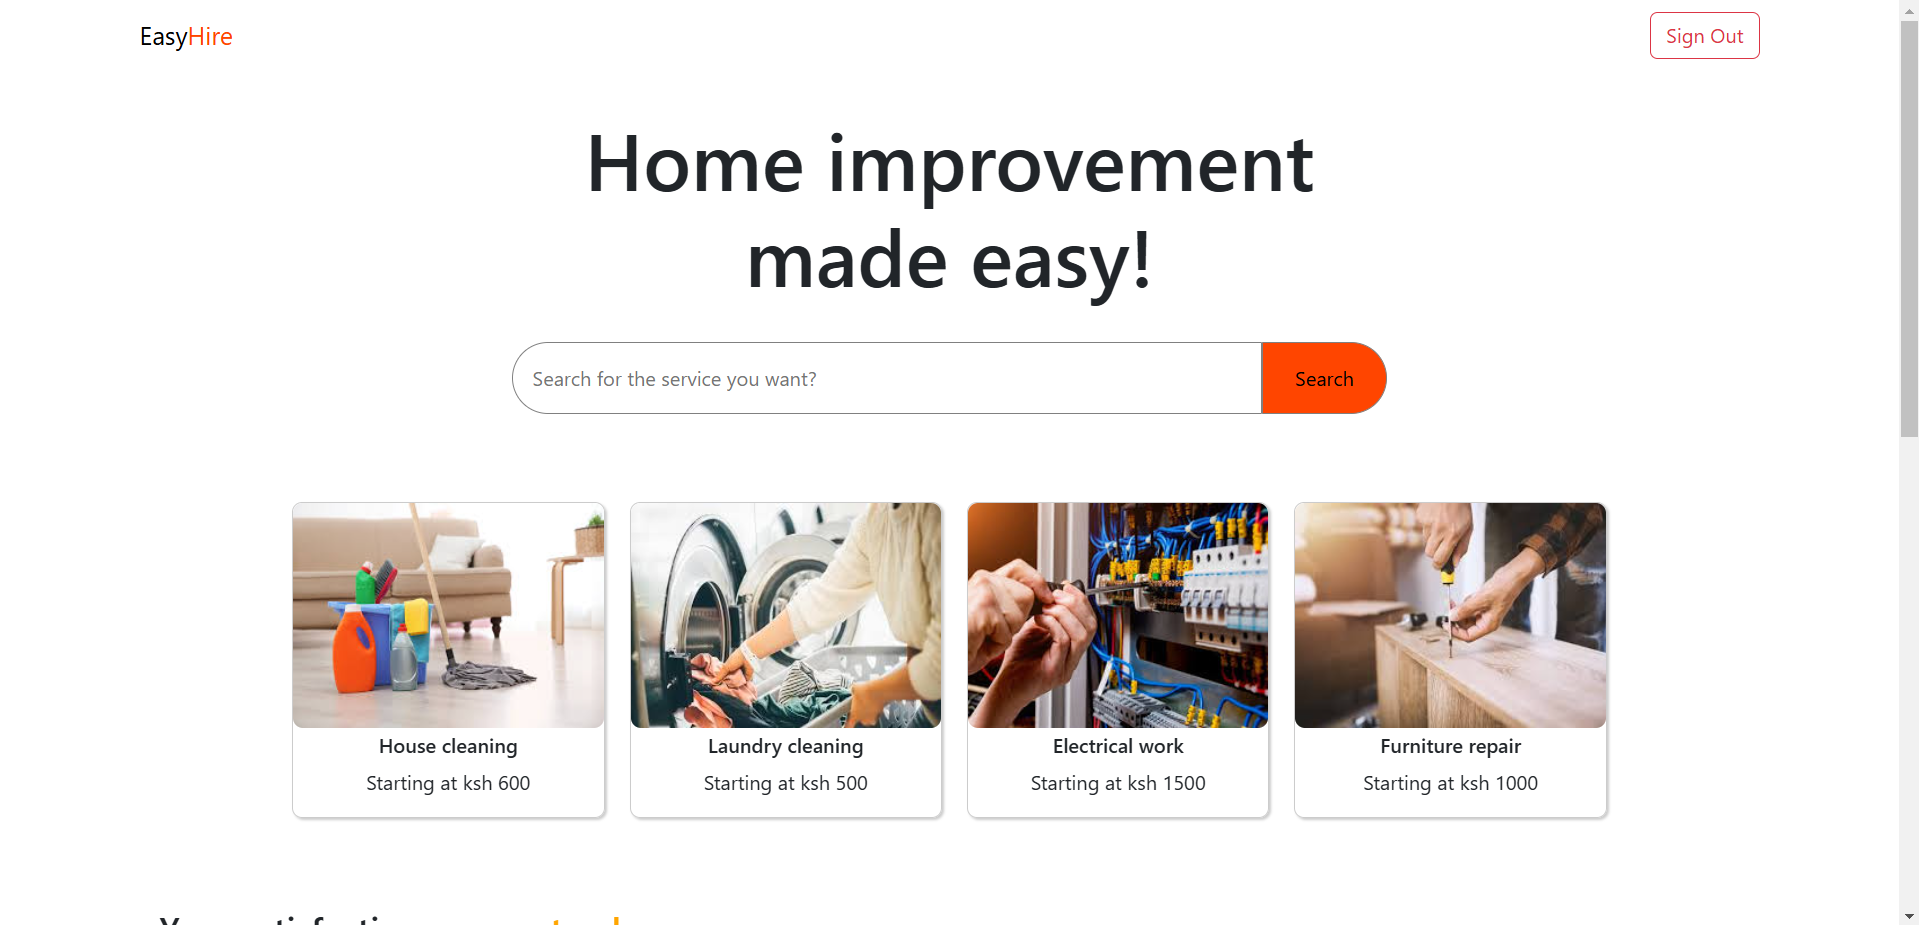 EasyHire
Sign Out
Home improvement
made easy!
Search for the service you want?
Search
House cleaning
Starting at ksh 600
Laundry cleaning
Starting at ksh 500
Electrical work
Starting at ksh 1500
Furniture repair
Starting at ksh 1000